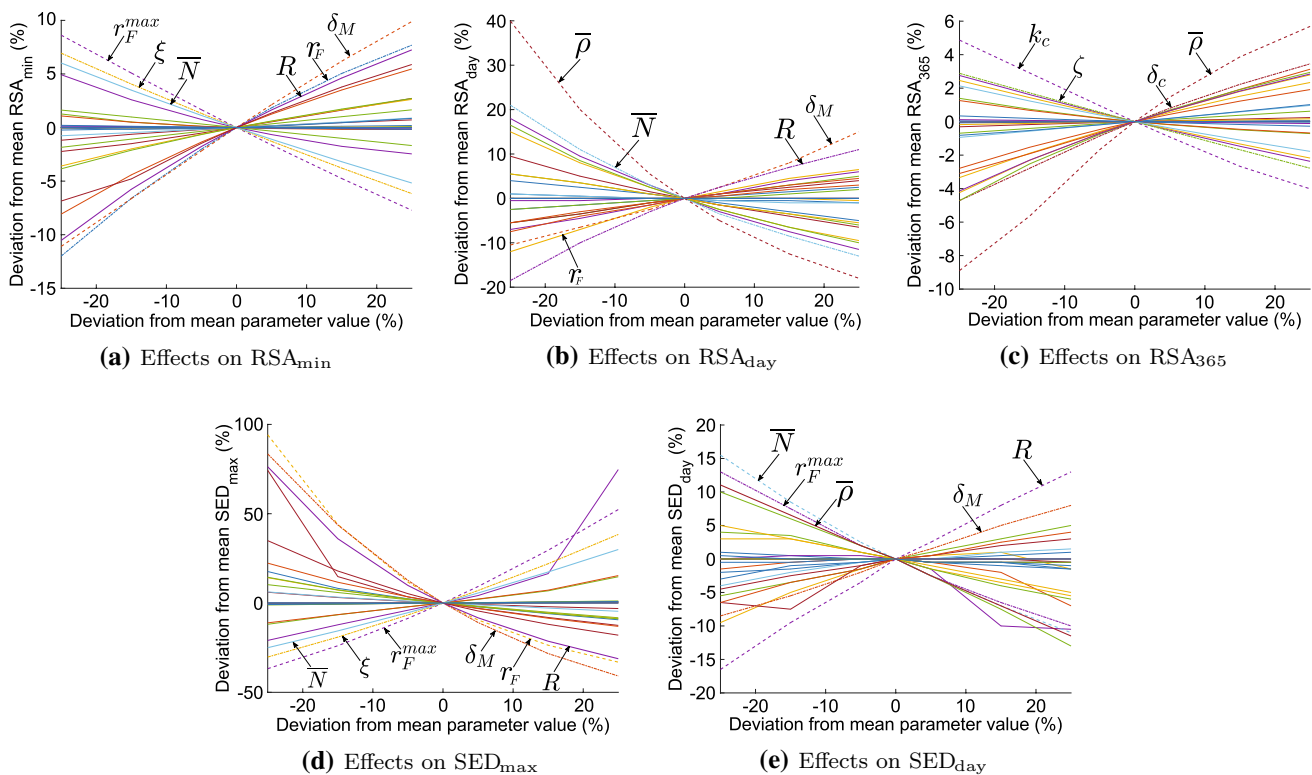 Deviation from mean RSA_min (%)
10
5
0
-5
-10
-15
r_F^max
ξ
N̅
R
r_F
δ_M
-20 -10 0 10 20
Deviation from mean parameter value (%)
(a) Effects on RSA_min
Deviation from mean RSA_day (%)
40
30
20
10
0
-10
-20
ρ̅
N̅
R
δ_M
r_F
-20 -10 0 10 20
Deviation from mean parameter value (%)
(b) Effects on RSA_day
Deviation from mean RSA_365 (%)
6
4
2
0
-2
-4
-6
-8
-10
k_c
ζ
δ_c
ρ̅
-20 -10 0 10 20
Deviation from mean parameter value (%)
(c) Effects on RSA_365
Deviation from mean SED_max (%)
100
50
0
-50
N̅
ξ
r_F^max
δ_M
r_F
R
-20 -10 0 10 20
Deviation from mean parameter value (%)
(d) Effects on SED_max
Deviation from mean SED_day (%)
20
15
10
5
0
-5
-10
-15
-20
N̅
r_F^max
ρ̅
δ_M
R
-20 -10 0 10 20
Deviation from mean parameter value (%)
(e) Effects on SED_day